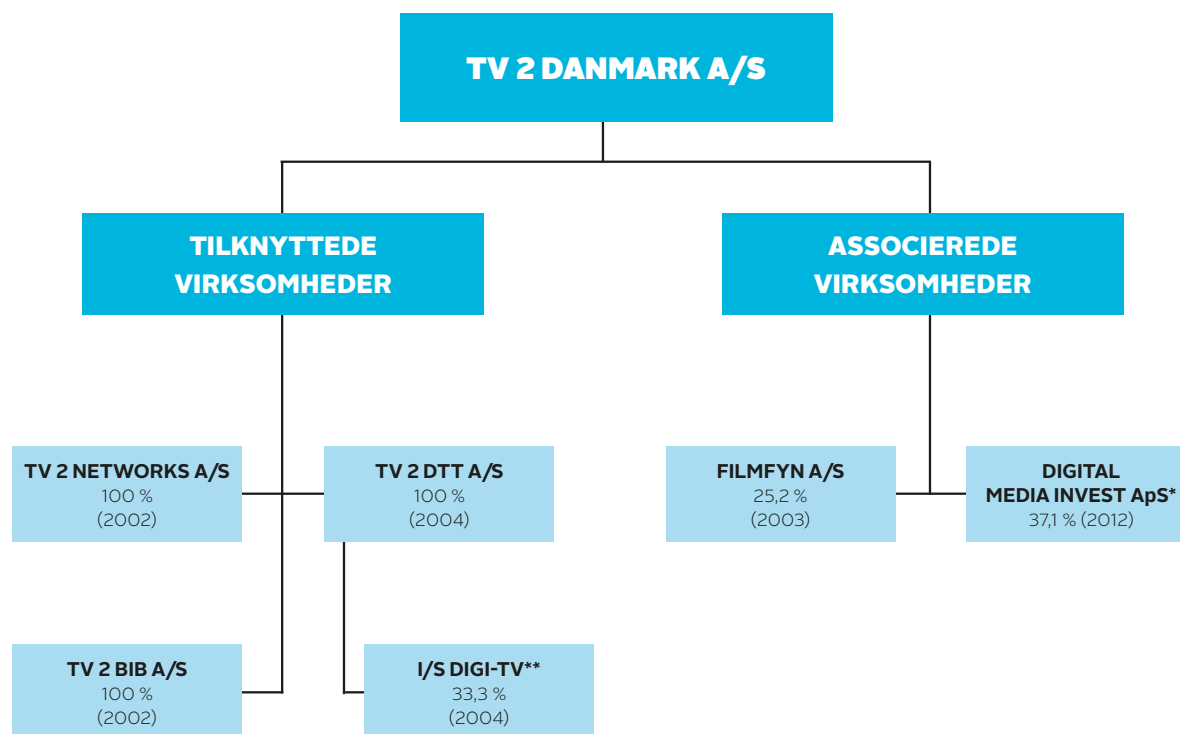 TV 2 DANMARK A/S
TILKNYTTEDE
VIRKSOMHEDER
ASSOCIEREDE
VIRKSOMHEDER
TV 2 NETWORKS A/S
100 %
(2002)
TV 2 DTT A/S
100 %
(2004)
FILMFYN A/S
25,2 %
(2003)
DIGITAL
MEDIA INVEST ApS*
37,1 % (2012)
TV 2 BIB A/S
100 %
(2002)
I/S DIGI-TV**
33,3 %
(2004)